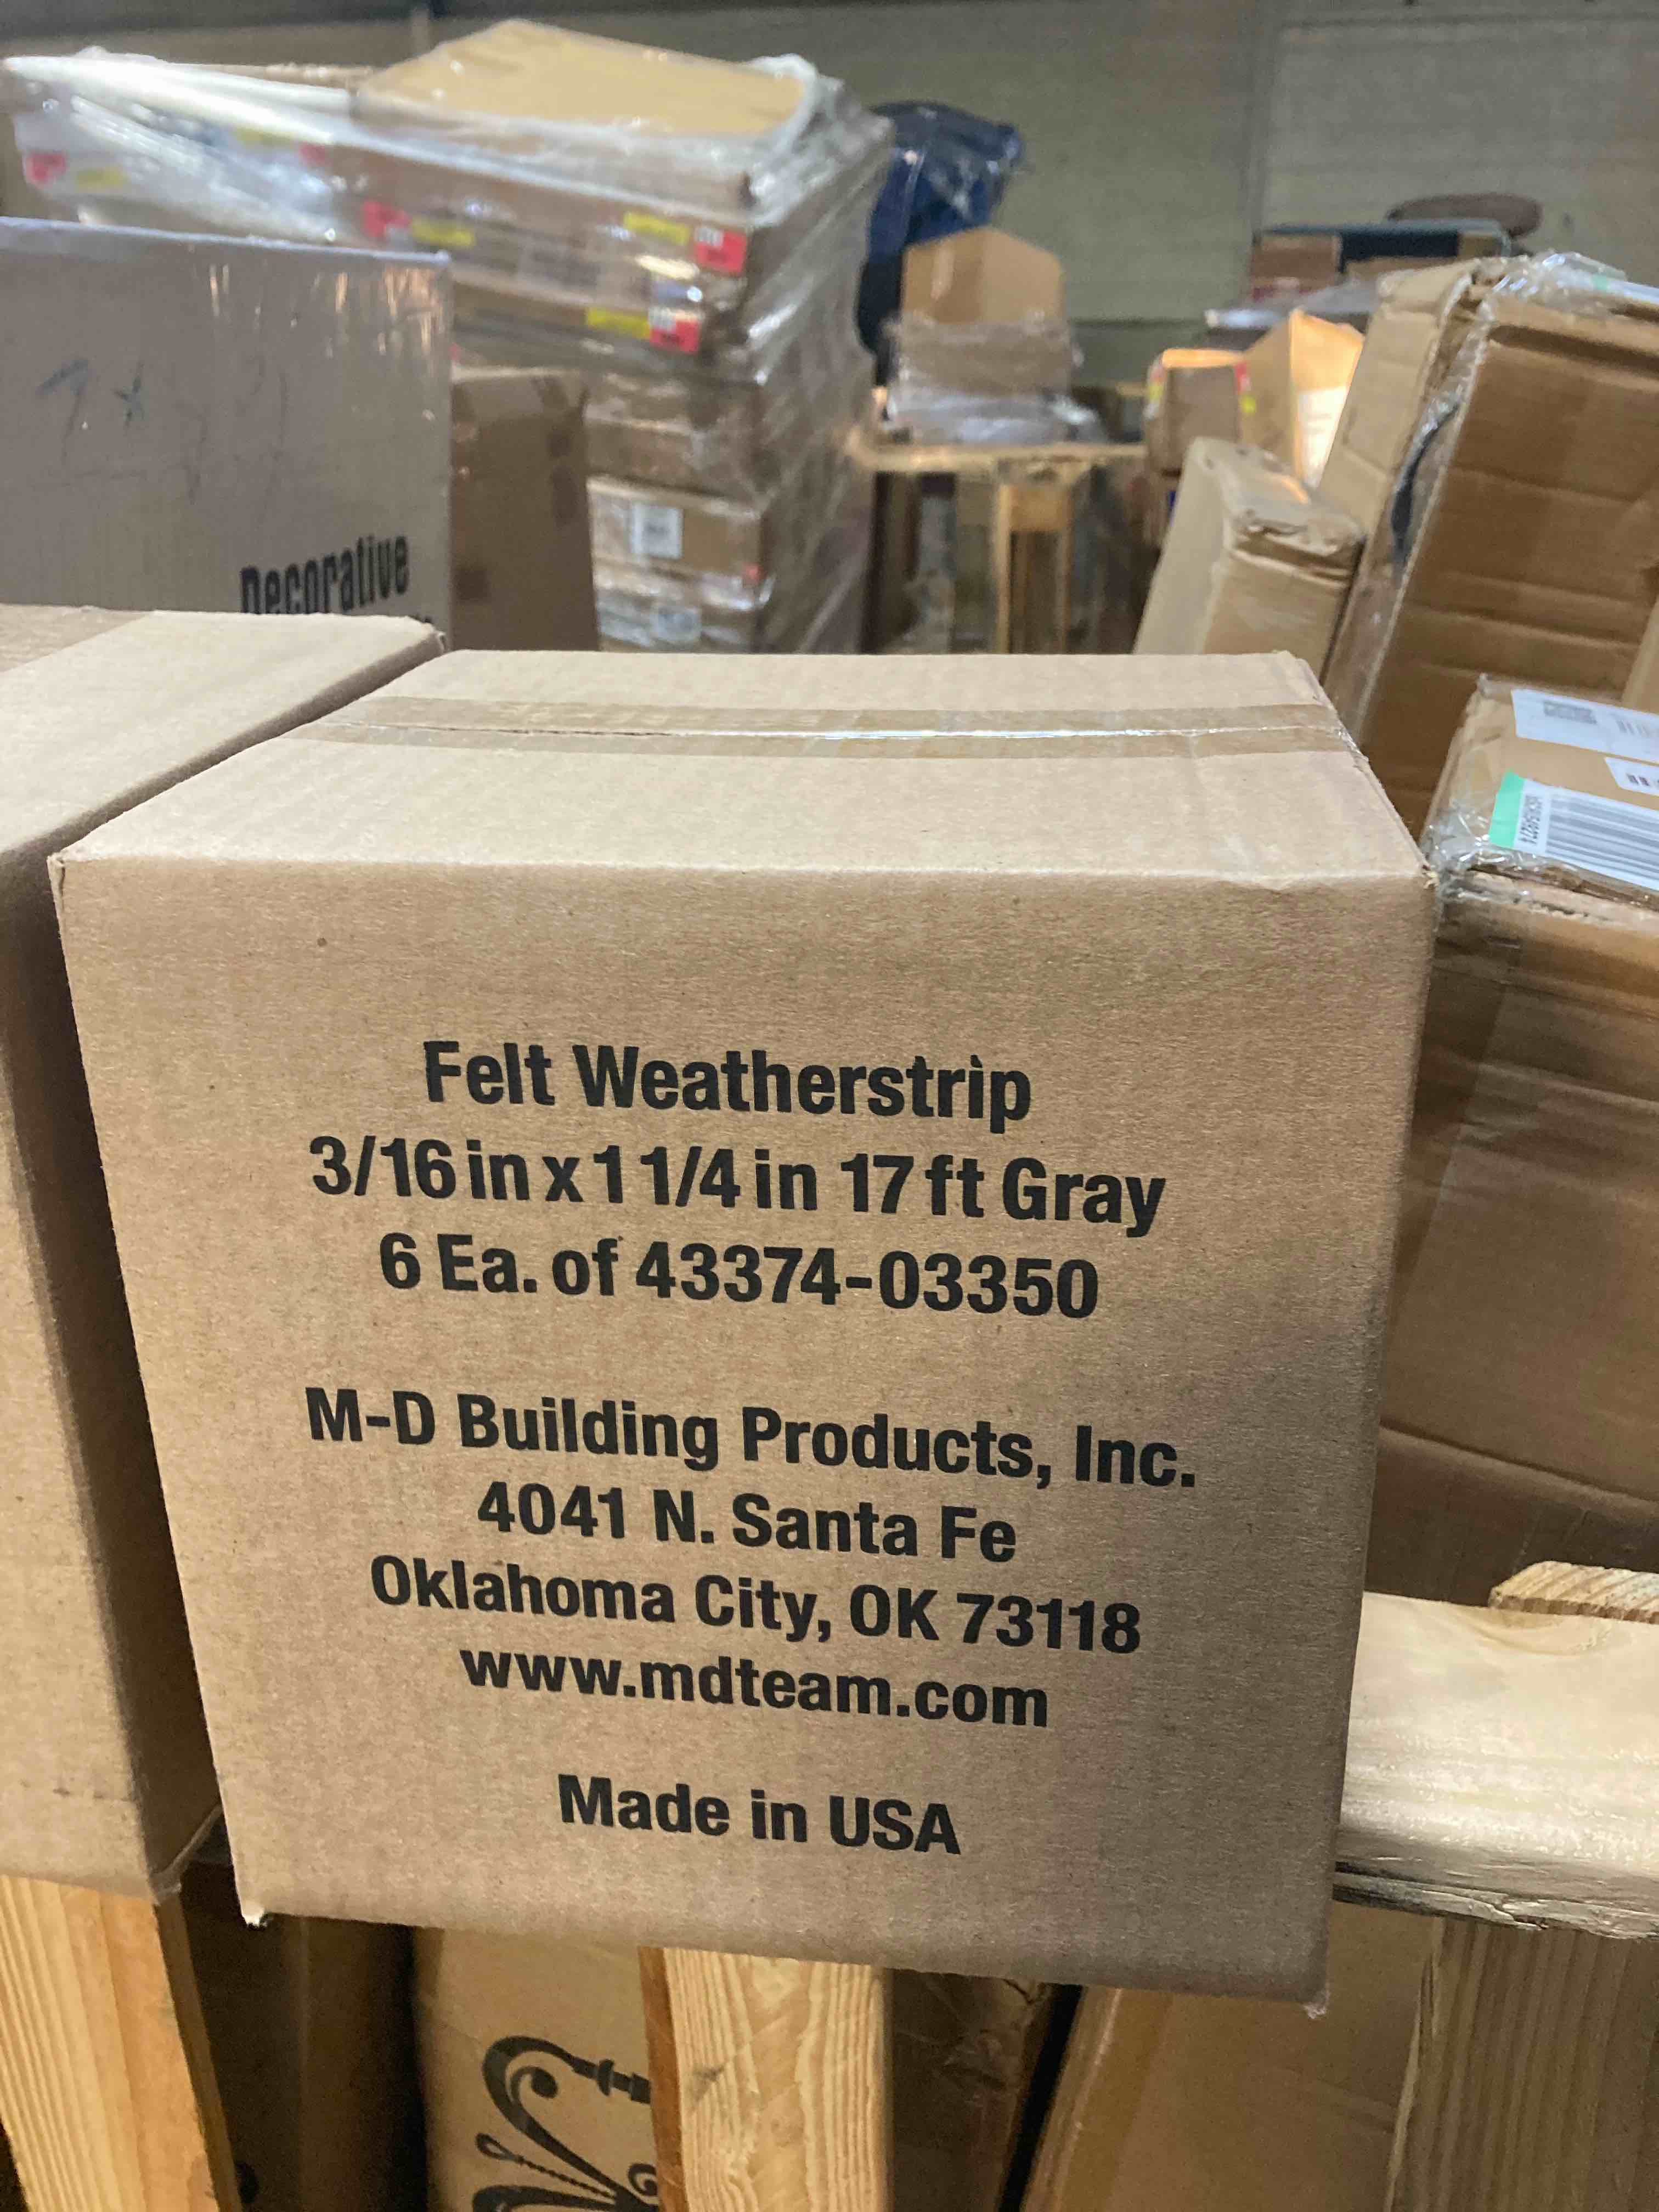 Decorative
Felt Weatherstrip
3/16 in x 1 1/4 in 17 ft Gray
6 Ea. of 43374-03350
M-D Building Products, Inc.
4041 N. Santa Fe
Oklahoma City, OK 73118
www.mdteam.com
Made in USA